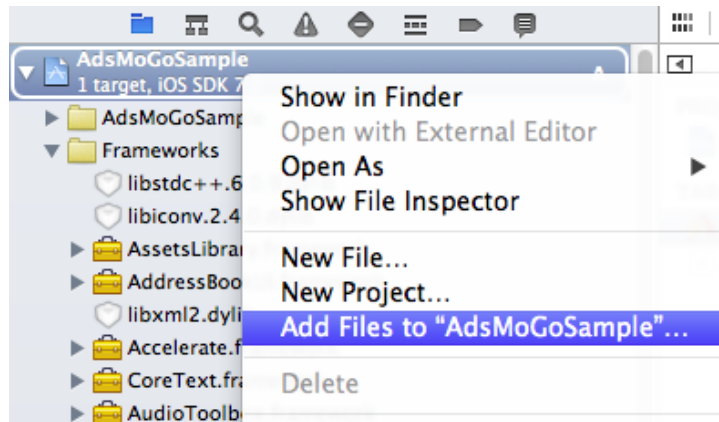 AdsMoGoSample
1 target, iOS SDK 7
AdsMoGoSamp
Frameworks
libstdc++.6
libiconv.2.4
AssetsLibra
AddressBoo
libxml2.dyli
Accelerate.f
CoreText.fra
AudioToolb
Show in Finder
Open with External Editor
Open As
Show File Inspector
New File...
New Project...
Add Files to “AdsMoGoSample”...
Delete